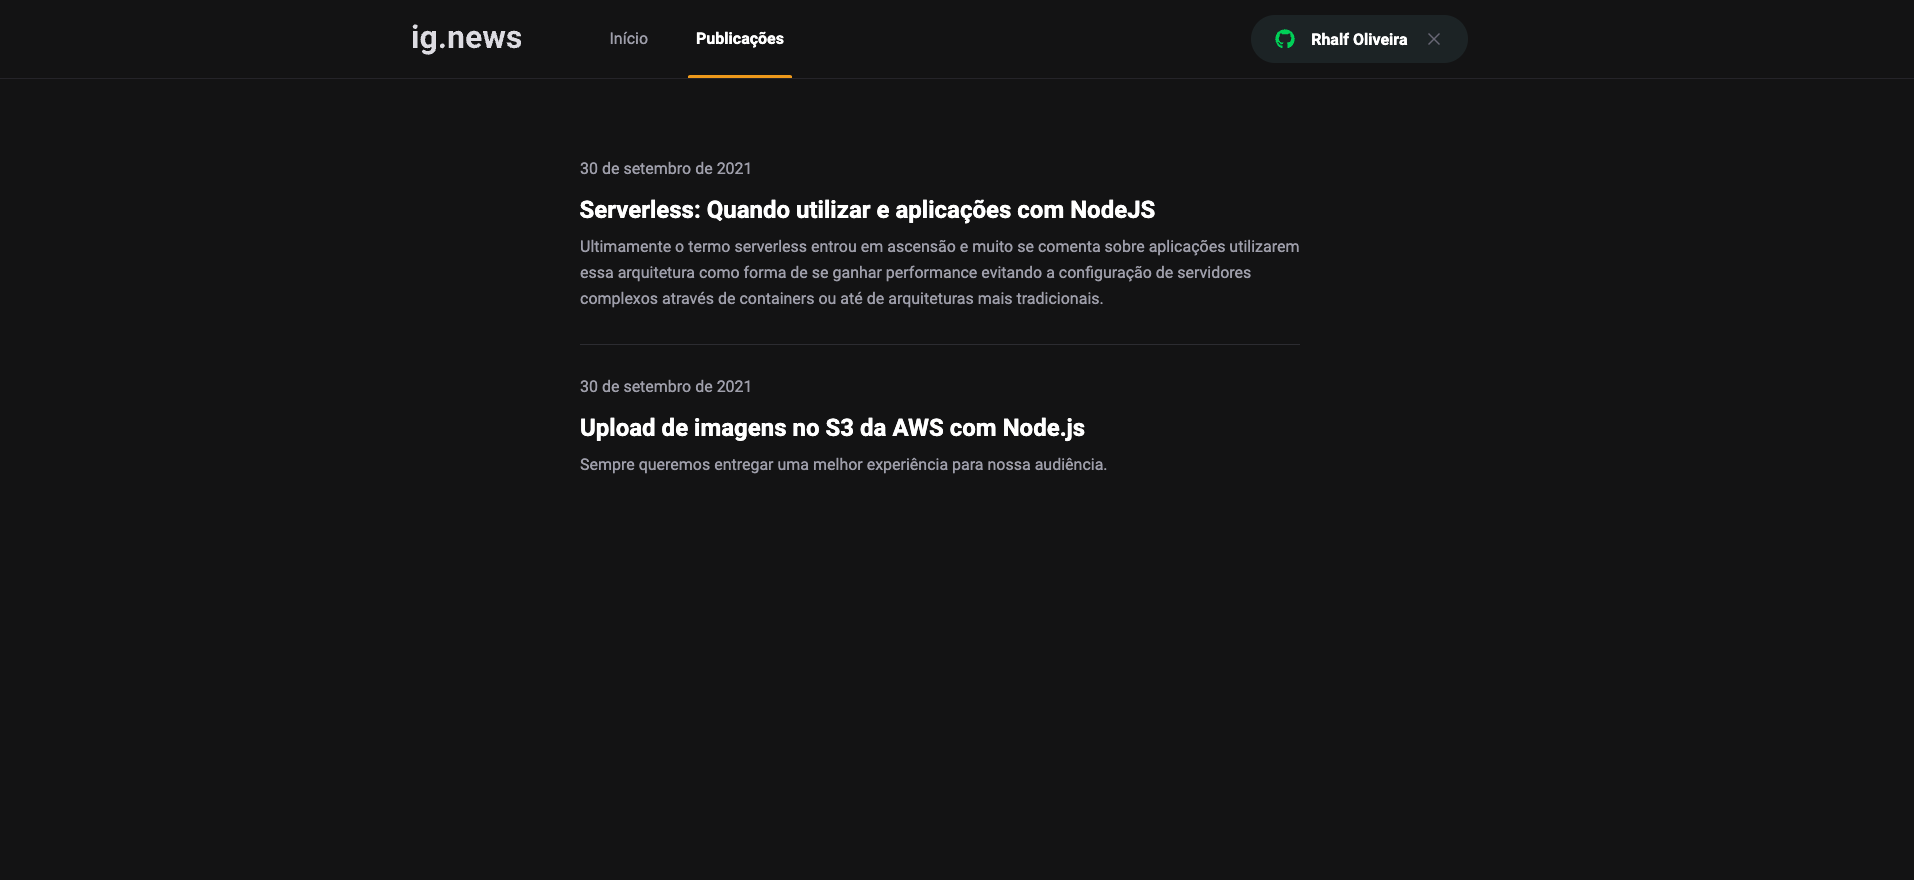 ig.news
Início
Publicações
Rhalf Oliveira
30 de setembro de 2021
Serverless: Quando utilizar e aplicações com NodeJS
Ultimamente o termo serverless entrou em ascensão e muito se comenta sobre aplicações utilizarem
essa arquitetura como forma de se ganhar performance evitando a configuração de servidores
complexos através de containers ou até de arquiteturas mais tradicionais.
30 de setembro de 2021
Upload de imagens no S3 da AWS com Node.js
Sempre queremos entregar uma melhor experiência para nossa audiência.